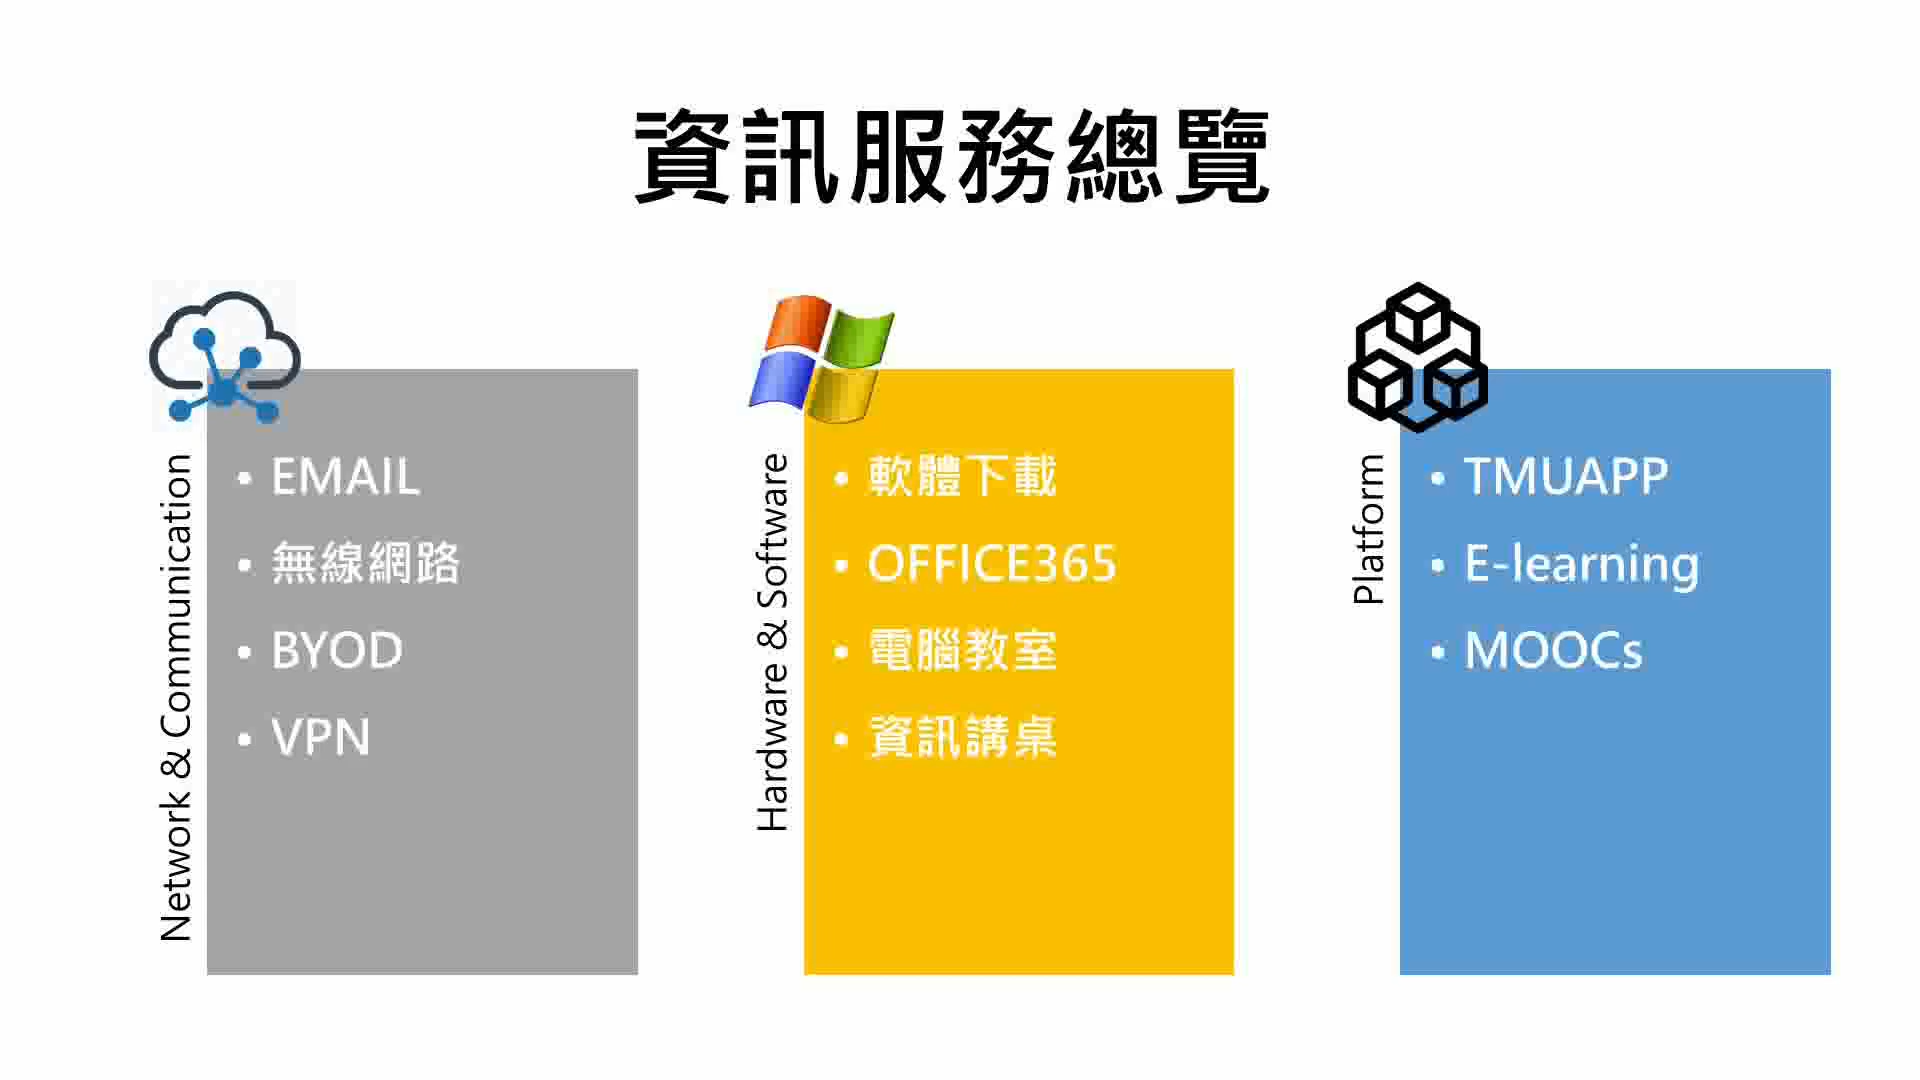 資訊服務總覽
Network & Communication
• EMAIL
• 無線網路
• BYOD
• VPN
Hardware & Software
• 軟體下載
• OFFICE365
• 電腦教室
• 資訊講桌
Platform
• TMUAPP
• E-learning
• MOOCs